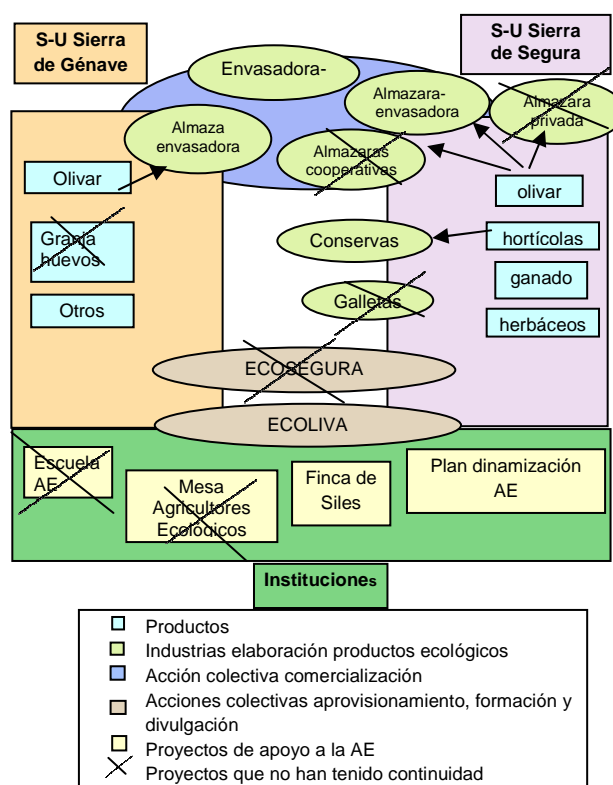 S-U Sierra
de Génave
S-U Sierra
de Segura
Envasadora-
Almazara-
envasadora
Almazara
privada
Almaza
envasadora
Almazaras
cooperativas
Olivar
olivar
Granja
huevos
Conservas
hortícolas
ganado
Otros
Galletas
herbáceos
ECOSEGURA
ECOLIVA
Escuela
AE
Mesa
Agricultores
Ecológicos
Finca de
Siles
Plan dinamización
AE
Instituciones
Productos
Industrias elaboración productos ecológicos
Acción colectiva comercialización
Acciones colectivas aprovisionamiento, formación y
divulgación
Proyectos de apoyo a la AE
Proyectos que no han tenido continuidad